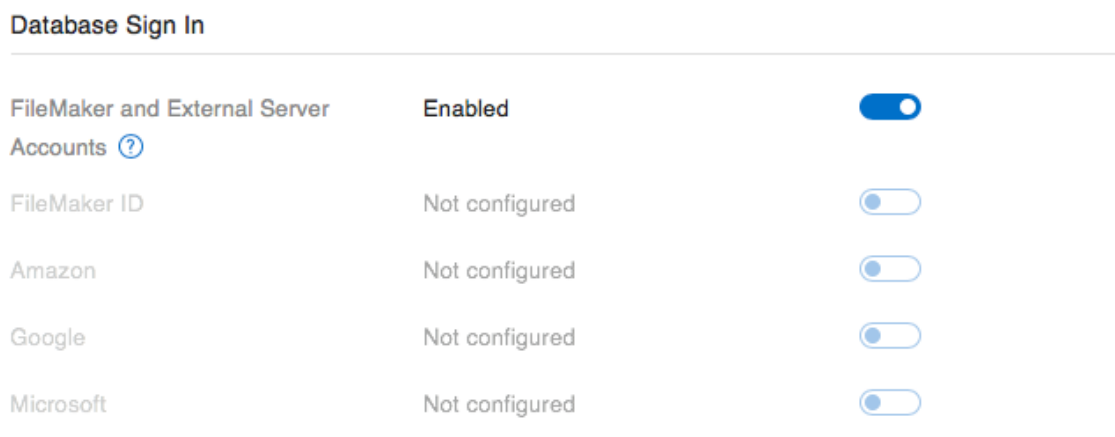 Database Sign In
FileMaker and External Server Enabled
Accounts ?
FileMaker ID Not configured
Amazon Not configured
Google Not configured
Microsoft Not configured